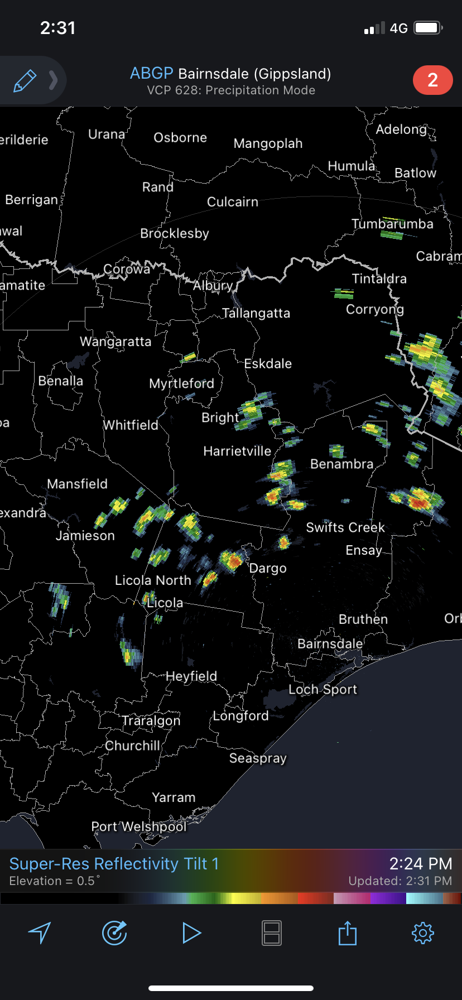 2:31
4G
ABGP Bairnsdale (Gippsland)
VCP 628: Precipitation Mode
2
Adelong
Urana
Osborne
erilderie
Mangoplah
Humula
Batlow
Rand
Berrigan
Culcairn
Tumbarumba
awal
Brocklesby
Cabram
Corowa
Tintaldra
amatite
Albury
Corryong
Tallangatta
Wangaratta
Eskdale
Benalla
Myrtleford
Bright
oa
Whitfield
Harrietville
Benambra
Mansfield
exandra
Swifts Creek
Jamieson
Ensay
Dargo
Licola North
Licola
Bruthen
Orb
Bairnsdale
Heyfield
Loch Sport
Longford
Traralgon
Churchill
Seaspray
Yarram
Port Welshpool
Super-Res Reflectivity Tilt 1
2:24 PM
Elevation = 0.5°
Updated: 2:31 PM